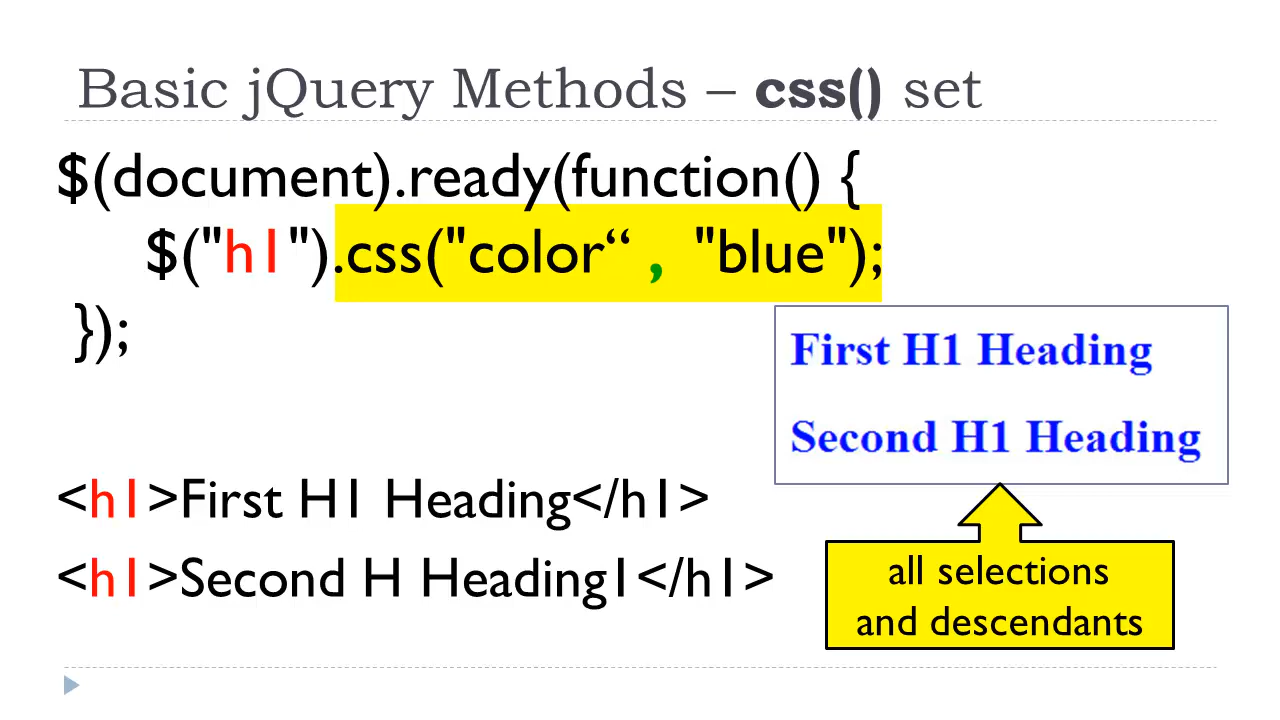 Basic jQuery Methods – css() set
$(document).ready(function() {
$("h1").css("color“ , "blue");
});
First H1 Heading
Second H1 Heading
<h1>First H1 Heading</h1>
<h1>Second H Heading1</h1>
all selections
and descendants